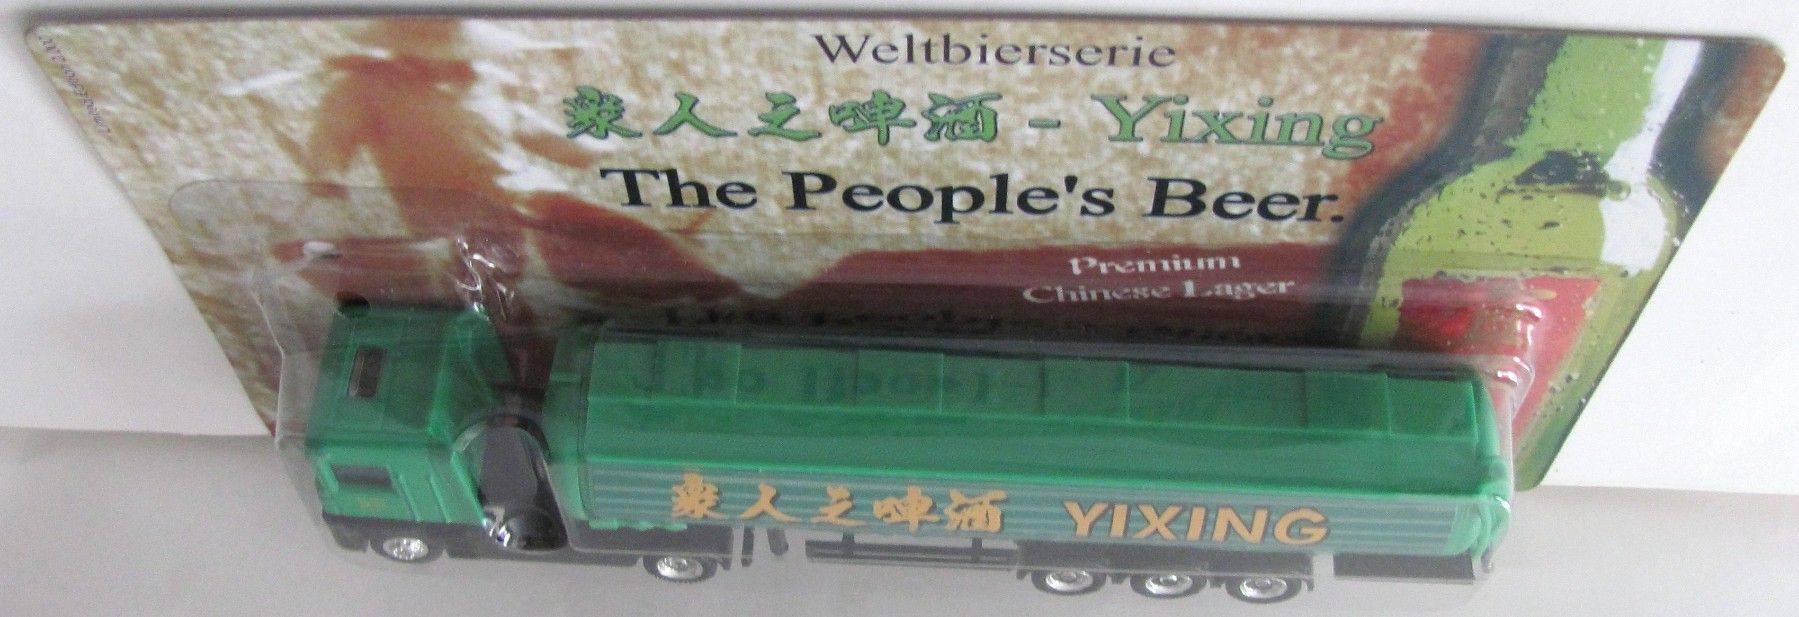 Weltbierserie
衆人之啤酒 - Yixing
The People's Beer.
Premium
Chinese Lager
衆人之啤酒 YIXING